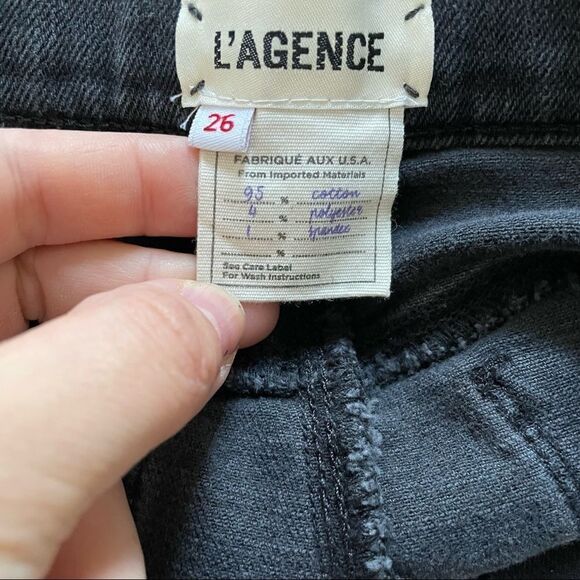 L'AGENCE
26
FABRIQUÉ AUX U.S.A.
From Imported Materials
95 % cotton
4 % polyester
1 % spandex
%
See Care Label
For Wash Instructions